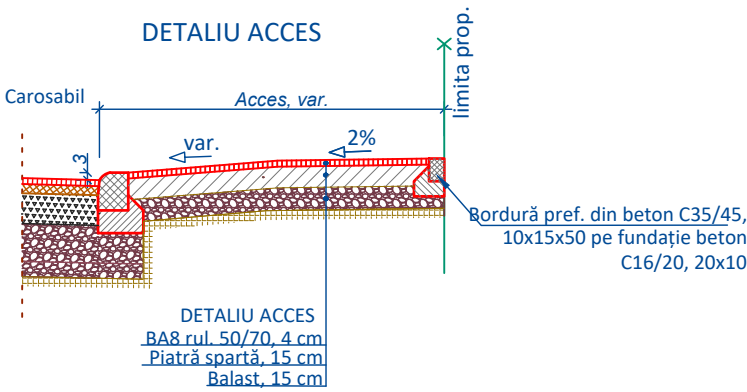 DETALIU ACCES
limita prop.
Carosabil
Acces, var.
var.
2%
3
Bordură pref. din beton C35/45,
10x15x50 pe fundație beton
C16/20, 20x10
DETALIU ACCES
BA8 rul. 50/70, 4 cm
Piatră spartă, 15 cm
Balast, 15 cm